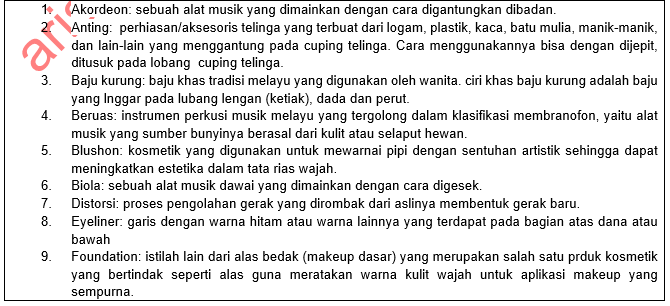 1. Akordeon: sebuah alat musik yang dimainkan dengan cara digantungkan dibadan.
2. Anting: perhiasan/aksesoris telinga yang terbuat dari logam, plastik, kaca, batu mulia, manik-manik,
dan lain-lain yang menggantung pada cuping telinga. Cara menggunakannya bisa dengan dijepit,
ditusuk pada lobang cuping telinga.
3. Baju kurung: baju khas tradisi melayu yang digunakan oleh wanita. ciri khas baju kurung adalah baju
yang lnggar pada lubang lengan (ketiak), dada dan perut.
4. Beruas: instrumen perkusi musik melayu yang tergolong dalam klasifikasi membranofon, yaitu alat
musik yang sumber bunyinya berasal dari kulit atau selaput hewan.
5. Blushon: kosmetik yang digunakan untuk mewarnai pipi dengan sentuhan artistik sehingga dapat
meningkatkan estetika dalam tata rias wajah.
6. Biola: sebuah alat musik dawai yang dimainkan dengan cara digesek.
7. Distorsi: proses pengolahan gerak yang dirombak dari aslinya membentuk gerak baru.
8. Eyeliner: garis dengan warna hitam atau warna lainnya yang terdapat pada bagian atas dana atau
bawah
9. Foundation: istilah lain dari alas bedak (makeup dasar) yang merupakan salah satu prduk kosmetik
yang bertindak seperti alas guna meratakan warna kulit wajah untuk aplikasi makeup yang
sempurna.